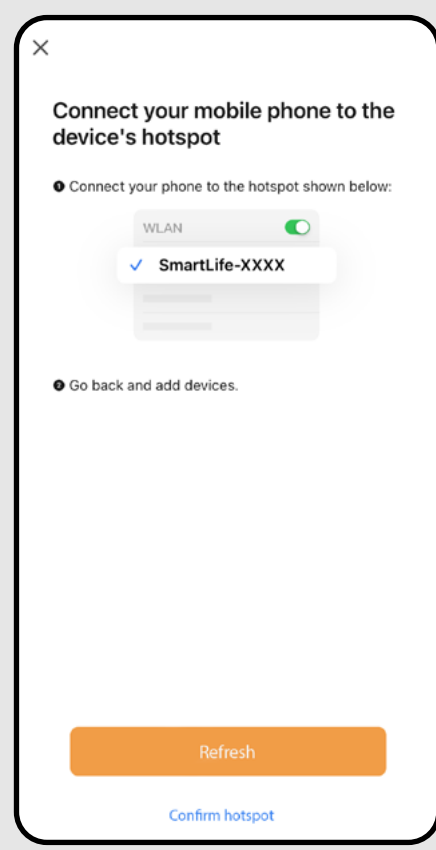 Connect your mobile phone to the
device's hotspot
❶ Connect your phone to the hotspot shown below:
WLAN
✓ SmartLife-XXXX
❷ Go back and add devices.
Refresh
Confirm hotspot